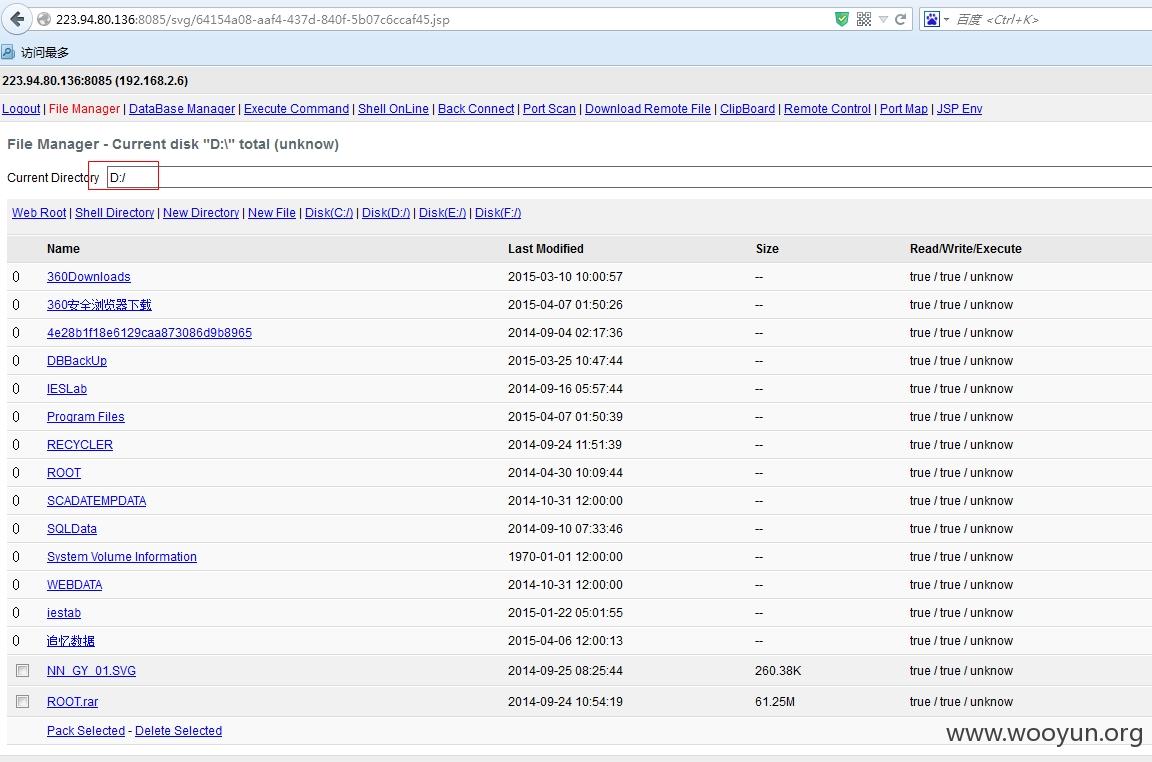 223.94.80.136:8085/svg/64154a08-aaf4-437d-840f-5b07c6ccaf45.jsp 百度 <Ctrl+K>
访问最多
223.94.80.136:8085 (192.168.2.6)
Logout | File Manager | DataBase Manager | Execute Command | Shell OnLine | Back Connect | Port Scan | Download Remote File | ClipBoard | Remote Control | Port Map | JSP Env
File Manager - Current disk "D:\" total (unknow)
Current Directory D:/
Web Root | Shell Directory | New Directory | New File | Disk(C:/) | Disk(D:/) | Disk(E:/) | Disk(F:/)
Name Last Modified Size Read/Write/Execute
0 360Downloads 2015-03-10 10:00:57 -- true / true / unknow
0 360安全浏览器下载 2015-04-07 01:50:26 -- true / true / unknow
0 4e28b1f18e6129caa873086d9b8965 2014-09-04 02:17:36 -- true / true / unknow
0 DBBackUp 2015-03-25 10:47:44 -- true / true / unknow
0 IESLab 2014-09-16 05:57:44 -- true / true / unknow
0 Program Files 2015-04-07 01:50:39 -- true / true / unknow
0 RECYCLER 2014-09-24 11:51:39 -- true / true / unknow
0 ROOT 2014-04-30 10:09:44 -- true / true / unknow
0 SCADATEMPDATA 2014-10-31 12:00:00 -- true / true / unknow
0 SQLData 2014-09-10 07:33:46 -- true / true / unknow
0 System Volume Information 1970-01-01 12:00:00 -- true / true / unknow
0 WEBDATA 2014-10-31 12:00:00 -- true / true / unknow
0 iestab 2015-01-22 05:01:55 -- true / true / unknow
0 追忆数据 2015-04-06 12:00:13 -- true / true / unknow
NN_GY_01.SVG 2014-09-25 08:25:44 260.38K true / true / unknow
ROOT.rar 2014-09-24 10:54:19 61.25M true / true / unknow
Pack Selected - Delete Selected
www.wooyun.org